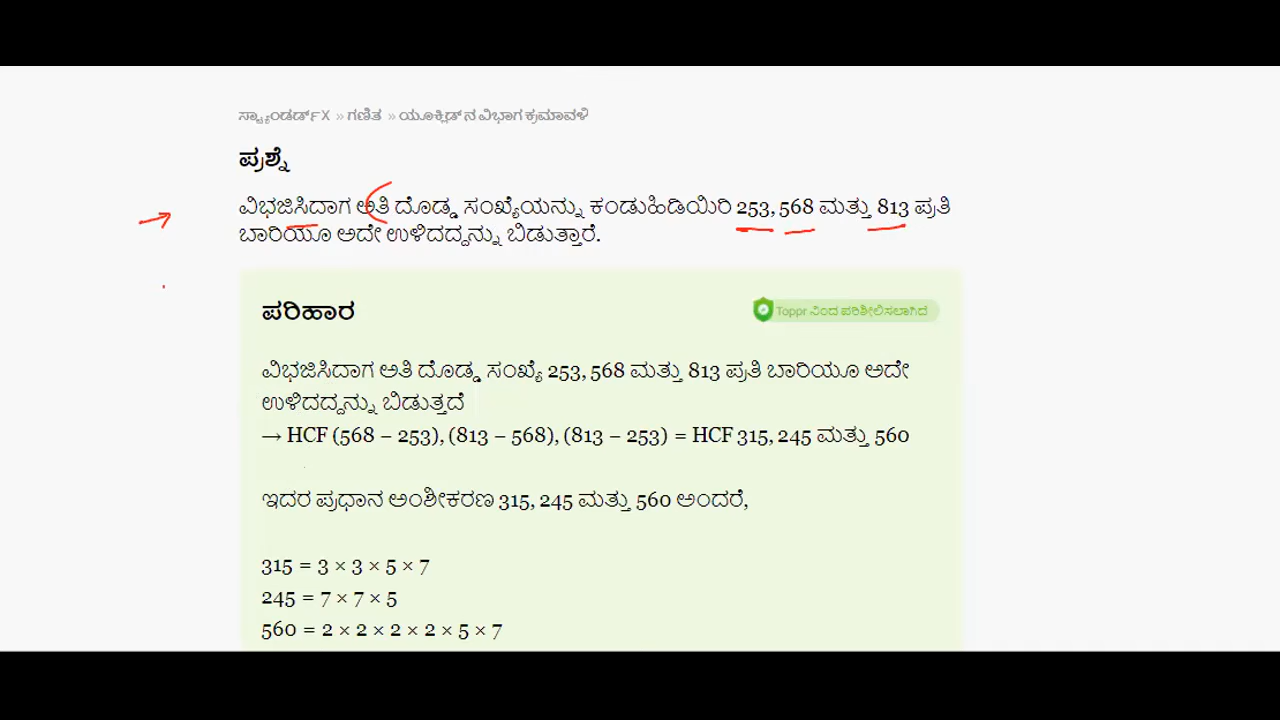 ಸ್ಟ್ಯಾಂಡರ್ಡ್ X » ಗಣಿತ » ಯೂಕ್ಲಿಡ್‌ನ ವಿಭಾಗ ಕ್ರಮಾವಳಿ
ಪ್ರಶ್ನೆ
ವಿಭಜಿಸಿದಾಗ ಅತಿ ದೊಡ್ಡ ಸಂಖ್ಯೆಯನ್ನು ಕಂಡುಹಿಡಿಯಿರಿ 253, 568 ಮತ್ತು 813 ಪ್ರತಿ
ಬಾರಿಯೂ ಅದೇ ಉಳಿದದ್ದನ್ನು ಬಿಡುತ್ತಾರೆ.
ಪರಿಹಾರ
Toppr ನಿಂದ ಪರಿಶೀಲಿಸಲಾಗಿದೆ
ವಿಭಜಿಸಿದಾಗ ಅತಿ ದೊಡ್ಡ ಸಂಖ್ಯೆ 253, 568 ಮತ್ತು 813 ಪ್ರತಿ ಬಾರಿಯೂ ಅದೇ
ಉಳಿದದ್ದನ್ನು ಬಿಡುತ್ತದೆ
→ HCF (568 − 253), (813 − 568), (813 − 253) = HCF 315, 245 ಮತ್ತು 560
ಇದರ ಪ್ರಧಾನ ಅಂಶೀಕರಣ 315, 245 ಮತ್ತು 560 ಅಂದರೆ,
315 = 3 × 3 × 5 × 7
245 = 7 × 7 × 5
560 = 2 × 2 × 2 × 2 × 5 × 7